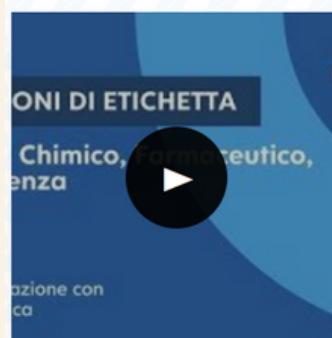 ONI DI ETICHETTA
Chimico, Farmaceutico,
enza
azione con
ca